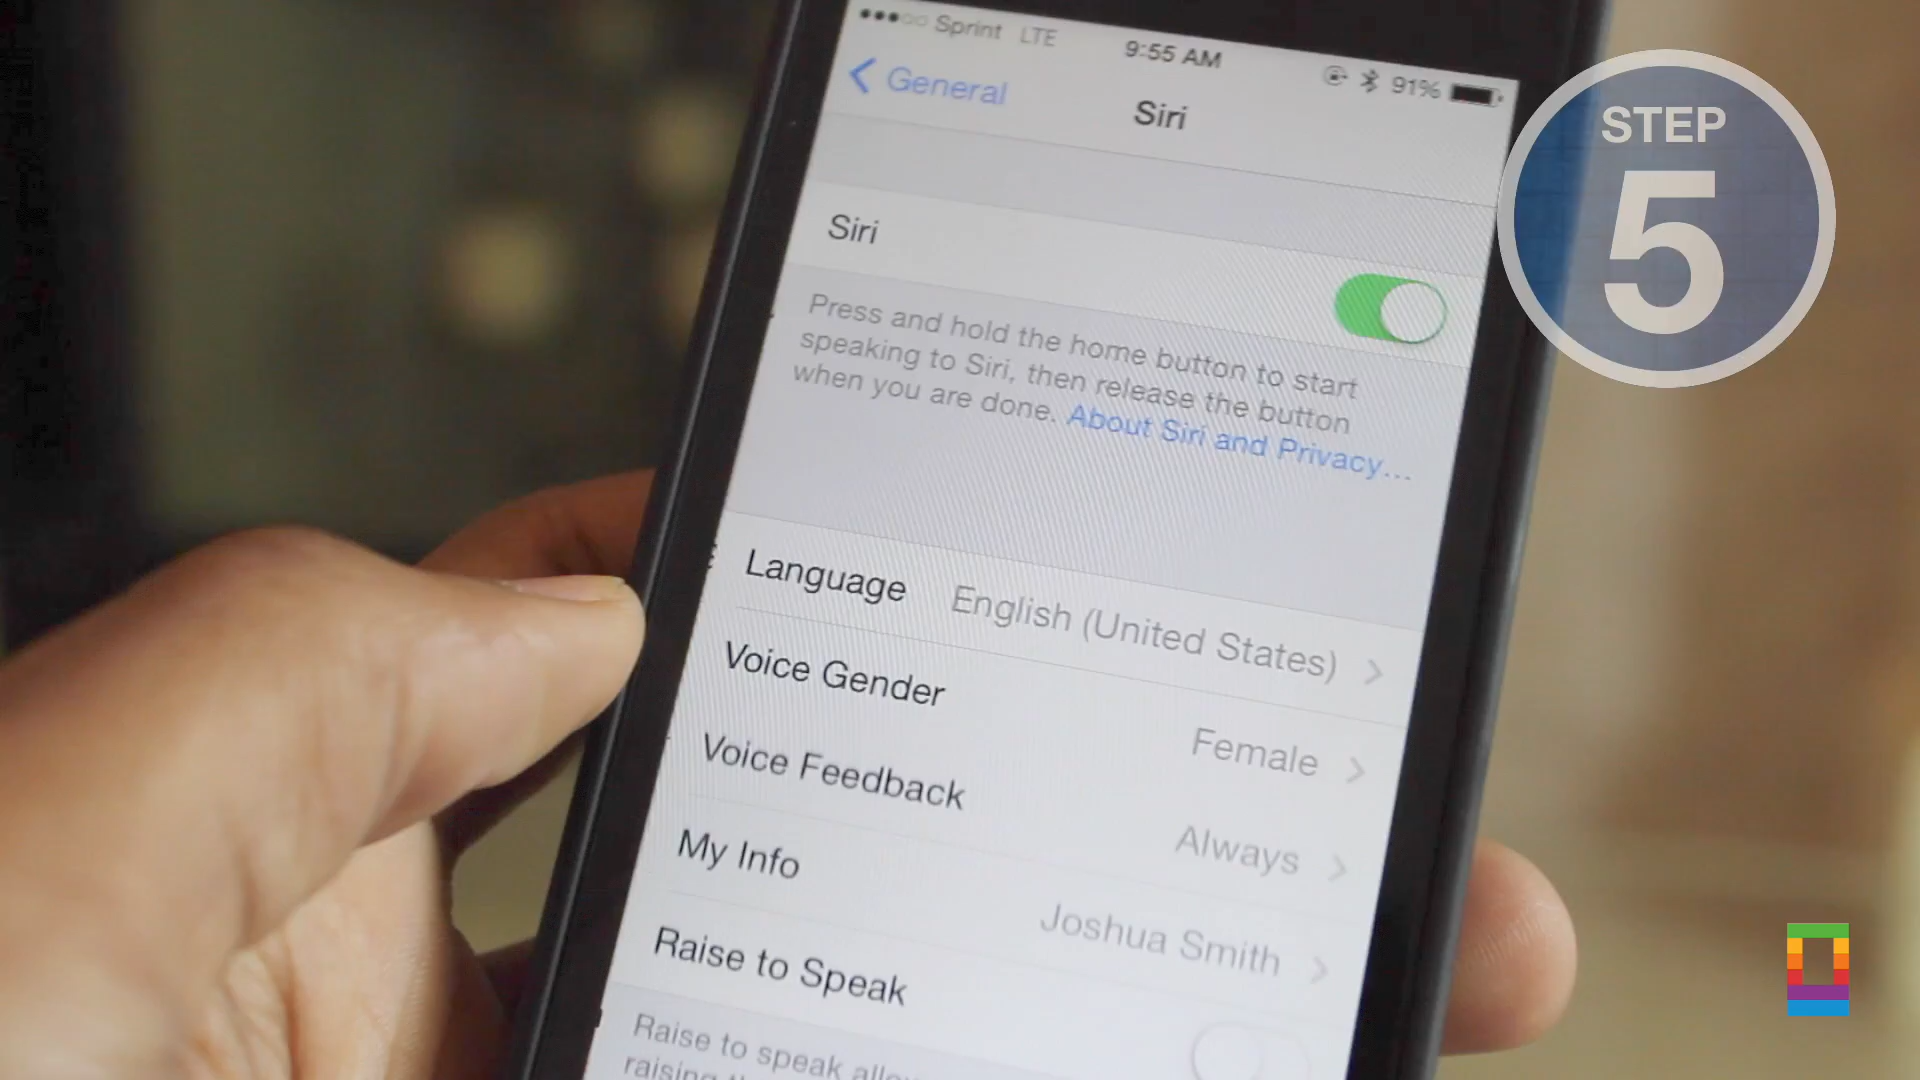 Sprint LTE 9:55 AM 91%
General
Siri
STEP
5
Siri
Press and hold the home button to start
speaking to Siri, then release the button
when you are done. About Siri and Privacy...
Language English (United States)
Voice Gender Female
Voice Feedback Always
My Info Joshua Smith
Raise to Speak
Raise to speak